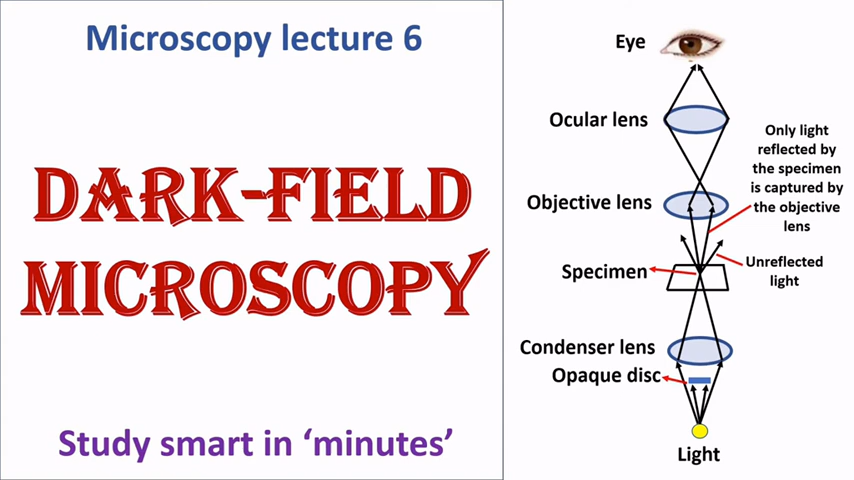 Microscopy lecture 6
DARK-FIELD
MICROSCOPY
Study smart in ‘minutes’
Eye
Ocular lens
Only light
reflected by
the specimen
is captured by
the objective
lens
Objective lens
Specimen
Unreflected
light
Condenser lens
Opaque disc
Light